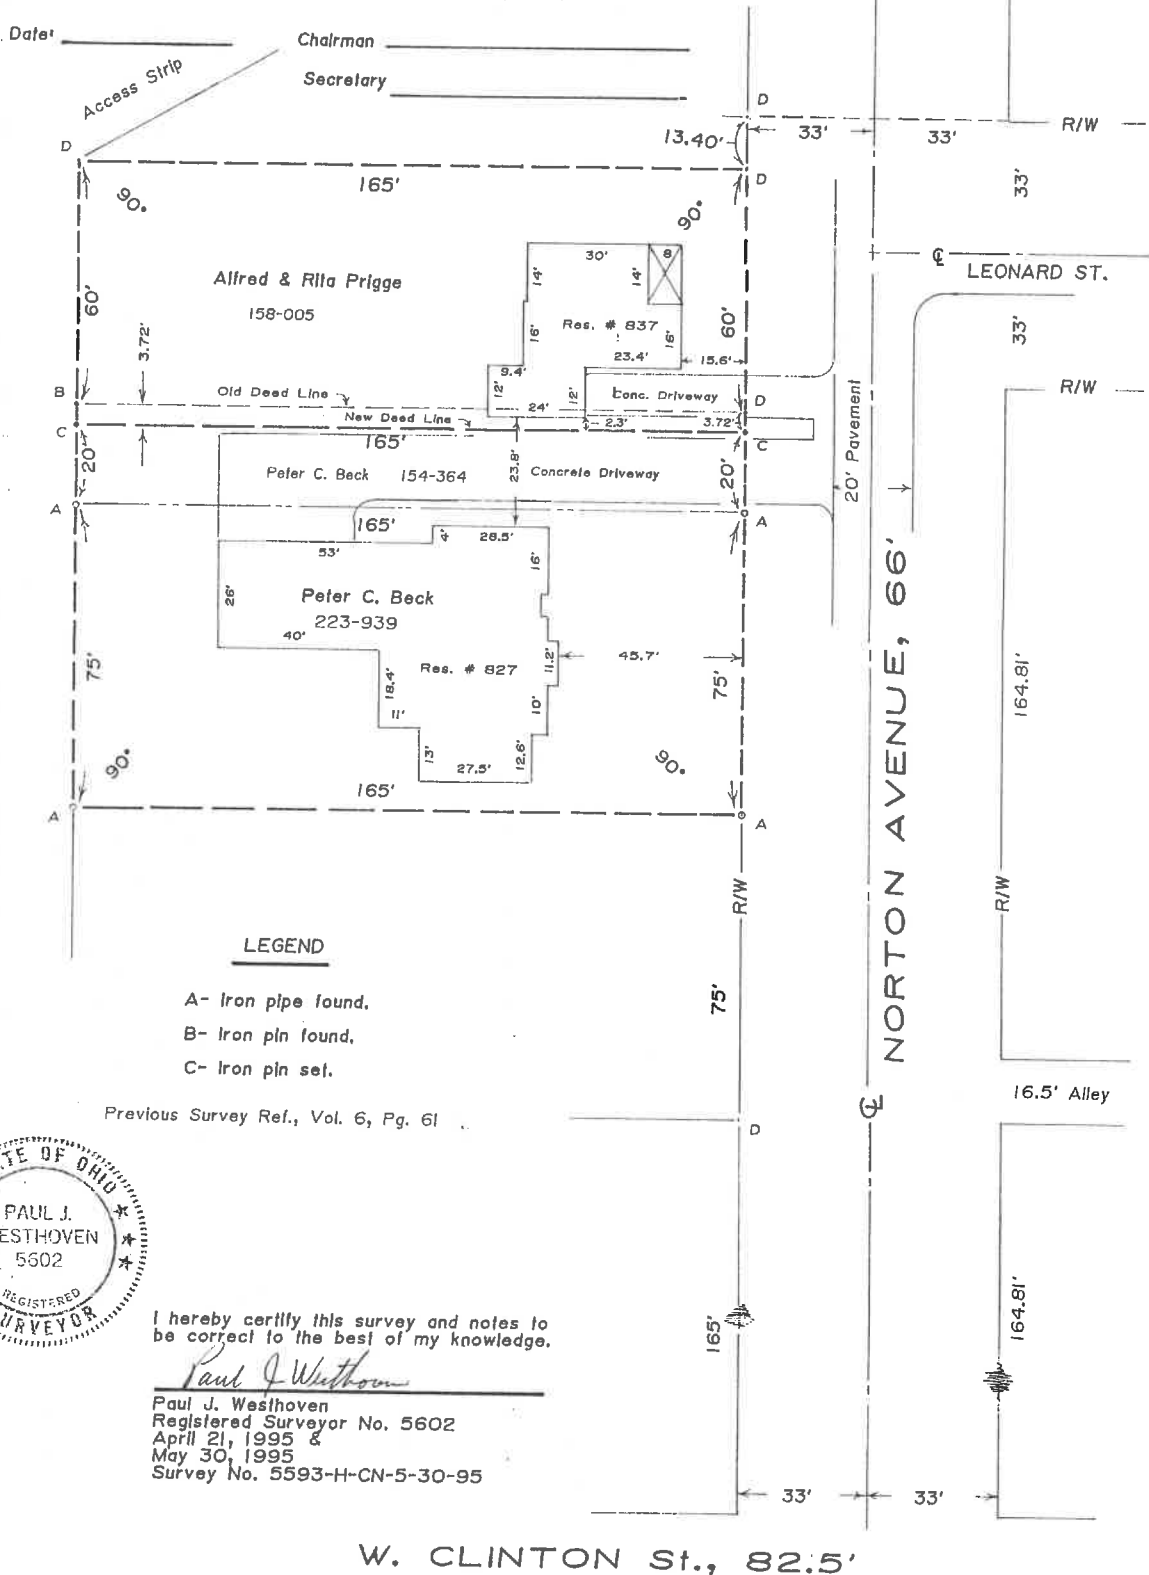 Date:
Chairman
Secretary
Access Strip
D
D
13.40'
33'
33'
R/W
33'
D
165'
90°
90°
Alfred & Rita Prigge
158-005
60'
3.72'
30'
8
14'
14'
16'
Res. # 837
16'
23.4'
15.6'
60'
9.4'
12'
12'
24'
℄
LEONARD ST.
33'
R/W
B
Old Deed Line
Conc. Driveway
D
C
New Deed Line
165'
2.3'
3.72'
C
20'
Peter C. Beck 154-364
23.8'
Concrete Driveway
20'
20' Pavement
A
165'
A
53'
4'
28.5'
16'
26'
Peter C. Beck
223-939
40'
Res. # 827
11.2'
45.7'
75'
18.4'
11'
10'
75'
13'
27.5'
12.6'
90°
90°
165'
A
A
NORTON AVENUE, 66'
164.81'
R/W
R/W
75'
℄
16.5' Alley
D
LEGEND
A- Iron pipe found.
B- Iron pin found.
C- Iron pin set.
Previous Survey Ref., Vol. 6, Pg. 61
TE OF OHIO
PAUL J.
ESTHOVEN
5602
REGISTERED
URVEYOR
I hereby certify this survey and notes to
be correct to the best of my knowledge.
Paul J Westhoven
Paul J. Westhoven
Registered Surveyor No. 5602
April 21, 1995 &
May 30, 1995
Survey No. 5593-H-CN-5-30-95
165'
164.81'
33'
33'
W. CLINTON St., 82.5'